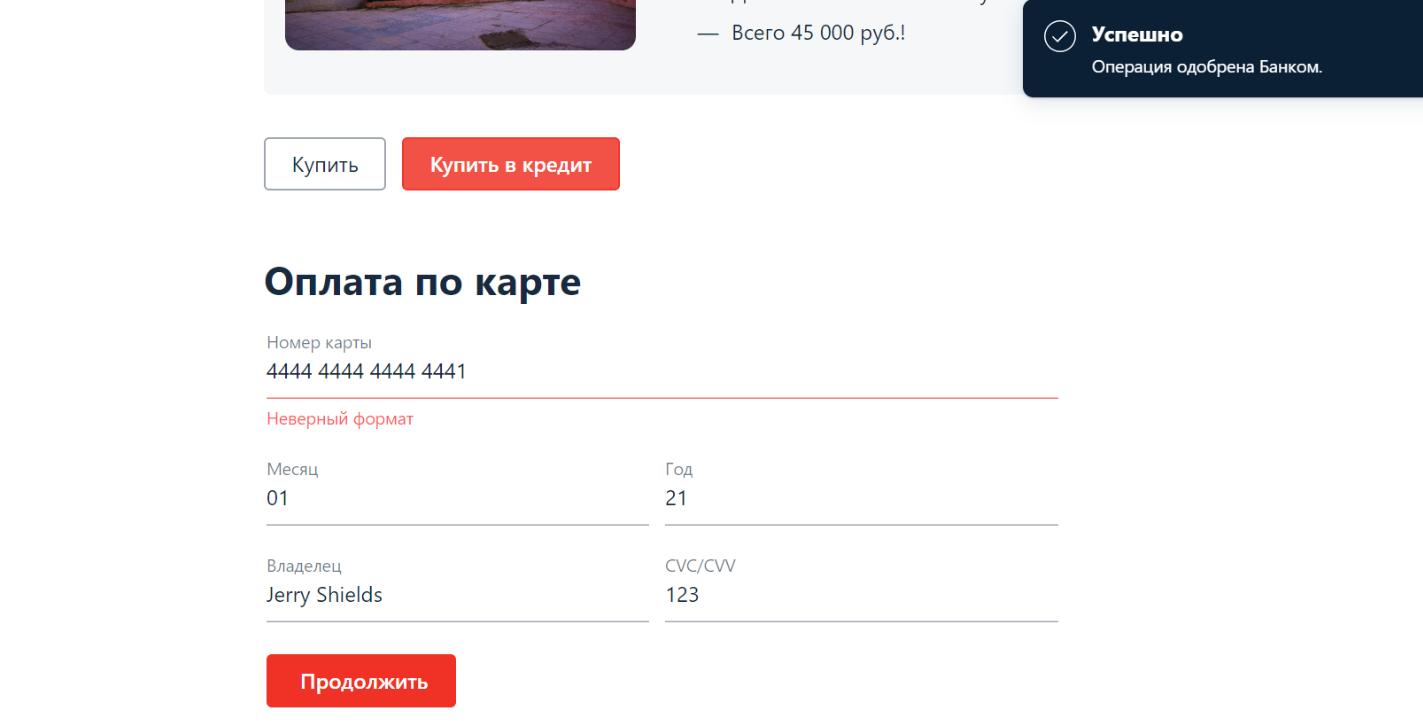 — Всего 45 000 руб.!
Успешно
Операция одобрена Банком.
Купить
Купить в кредит
Оплата по карте
Номер карты
4444 4444 4444 4441
Неверный формат
Месяц
01
Год
21
Владелец
Jerry Shields
CVC/CVV
123
Продолжить